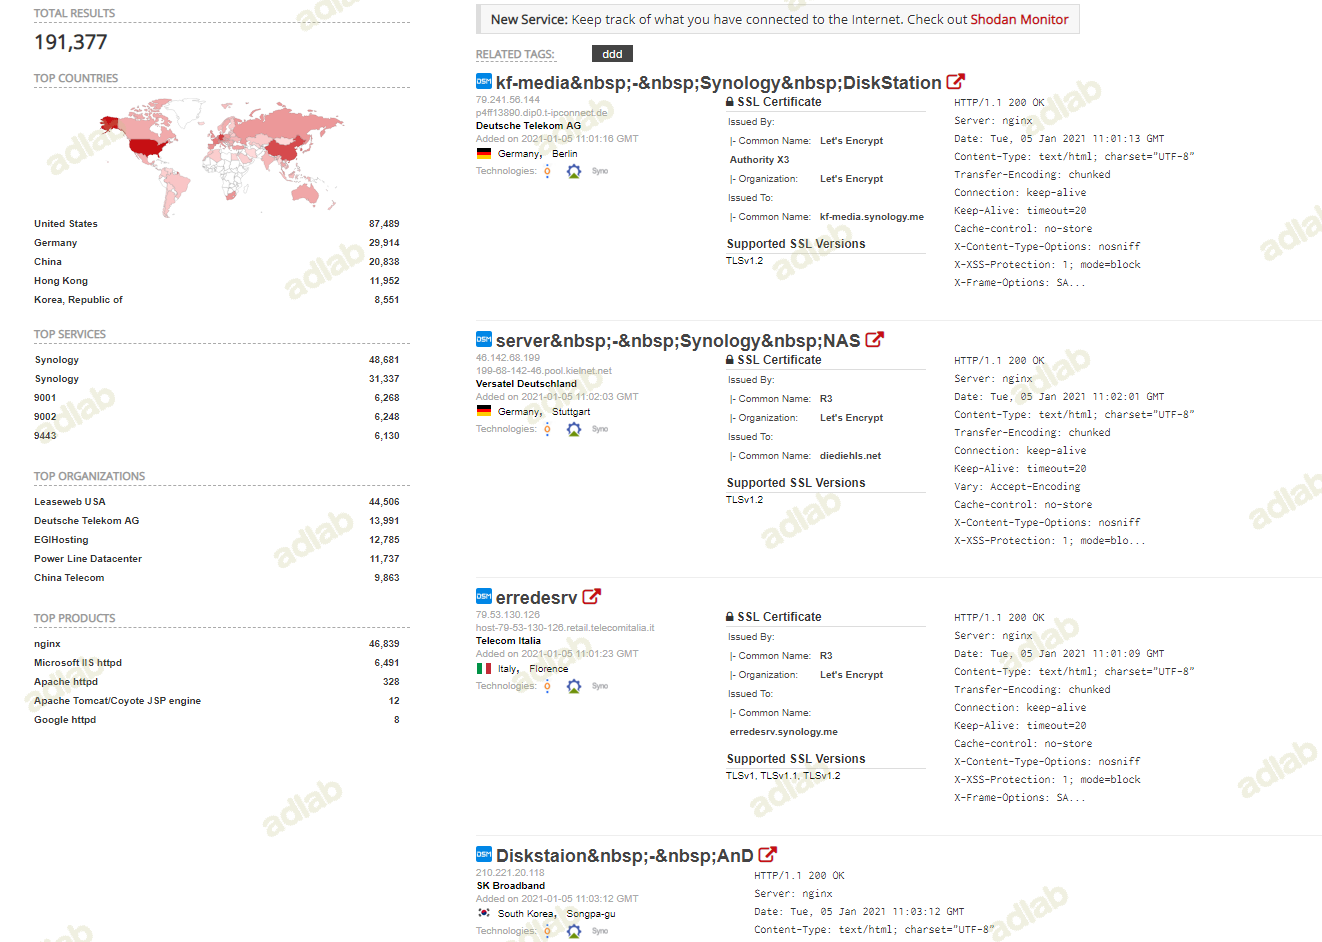 TOTAL RESULTS
191,377
TOP COUNTRIES
United States 87,489
Germany 29,914
China 20,838
Hong Kong 11,952
Korea, Republic of 8,551
TOP SERVICES
Synology 48,681
Synology 31,337
9001 6,268
9002 6,248
9443 6,130
TOP ORGANIZATIONS
Leaseweb USA 44,506
Deutsche Telekom AG 13,991
EGIHosting 12,785
Power Line Datacenter 11,737
China Telecom 9,863
TOP PRODUCTS
nginx 46,839
Microsoft IIS httpd 6,491
Apache httpd 328
Apache Tomcat/Coyote JSP engine 12
Google httpd 8
New Service: Keep track of what you have connected to the Internet. Check out Shodan Monitor
RELATED TAGS: ddd
DSM kf-media&nbsp;-&nbsp;Synology&nbsp;DiskStation
79.241.56.144
p4ff13890.dip0.t-ipconnect.de
Deutsche Telekom AG
Added on 2021-01-05 11:01:16 GMT
Germany, Berlin
Technologies: Syno
SSL Certificate
Issued By:
|- Common Name: Let's Encrypt
Authority X3
|- Organization: Let's Encrypt
Issued To:
|- Common Name: kf-media.synology.me
Supported SSL Versions
TLSv1.2
HTTP/1.1 200 OK
Server: nginx
Date: Tue, 05 Jan 2021 11:01:13 GMT
Content-Type: text/html; charset="UTF-8"
Transfer-Encoding: chunked
Connection: keep-alive
Keep-Alive: timeout=20
Cache-control: no-store
X-Content-Type-Options: nosniff
X-XSS-Protection: 1; mode=block
X-Frame-Options: SA...
DSM server&nbsp;-&nbsp;Synology&nbsp;NAS
46.142.68.199
199-68-142-46.pool.kielnet.net
Versatel Deutschland
Added on 2021-01-05 11:02:03 GMT
Germany, Stuttgart
Technologies: Syno
SSL Certificate
Issued By:
|- Common Name: R3
|- Organization: Let's Encrypt
Issued To:
|- Common Name: diediehls.net
Supported SSL Versions
TLSv1.2
HTTP/1.1 200 OK
Server: nginx
Date: Tue, 05 Jan 2021 11:02:01 GMT
Content-Type: text/html; charset="UTF-8"
Transfer-Encoding: chunked
Connection: keep-alive
Keep-Alive: timeout=20
Vary: Accept-Encoding
Cache-control: no-store
X-Content-Type-Options: nosniff
X-XSS-Protection: 1; mode=blo...
DSM erredesrv
79.53.130.126
host-79-53-130-126.retail.telecomitalia.it
Telecom Italia
Added on 2021-01-05 11:01:23 GMT
Italy, Florence
Technologies: Syno
SSL Certificate
Issued By:
|- Common Name: R3
|- Organization: Let's Encrypt
Issued To:
|- Common Name:
erredesrv.synology.me
Supported SSL Versions
TLSv1, TLSv1.1, TLSv1.2
HTTP/1.1 200 OK
Server: nginx
Date: Tue, 05 Jan 2021 11:01:09 GMT
Content-Type: text/html; charset="UTF-8"
Transfer-Encoding: chunked
Connection: keep-alive
Keep-Alive: timeout=20
Cache-control: no-store
X-Content-Type-Options: nosniff
X-XSS-Protection: 1; mode=block
X-Frame-Options: SA...
DSM Diskstaion&nbsp;-&nbsp;AnD
210.221.20.118
SK Broadband
Added on 2021-01-05 11:03:12 GMT
South Korea, Songpa-gu
Technologies: Syno
HTTP/1.1 200 OK
Server: nginx
Date: Tue, 05 Jan 2021 11:03:12 GMT
Content-Type: text/html; charset="UTF-8"
adlab